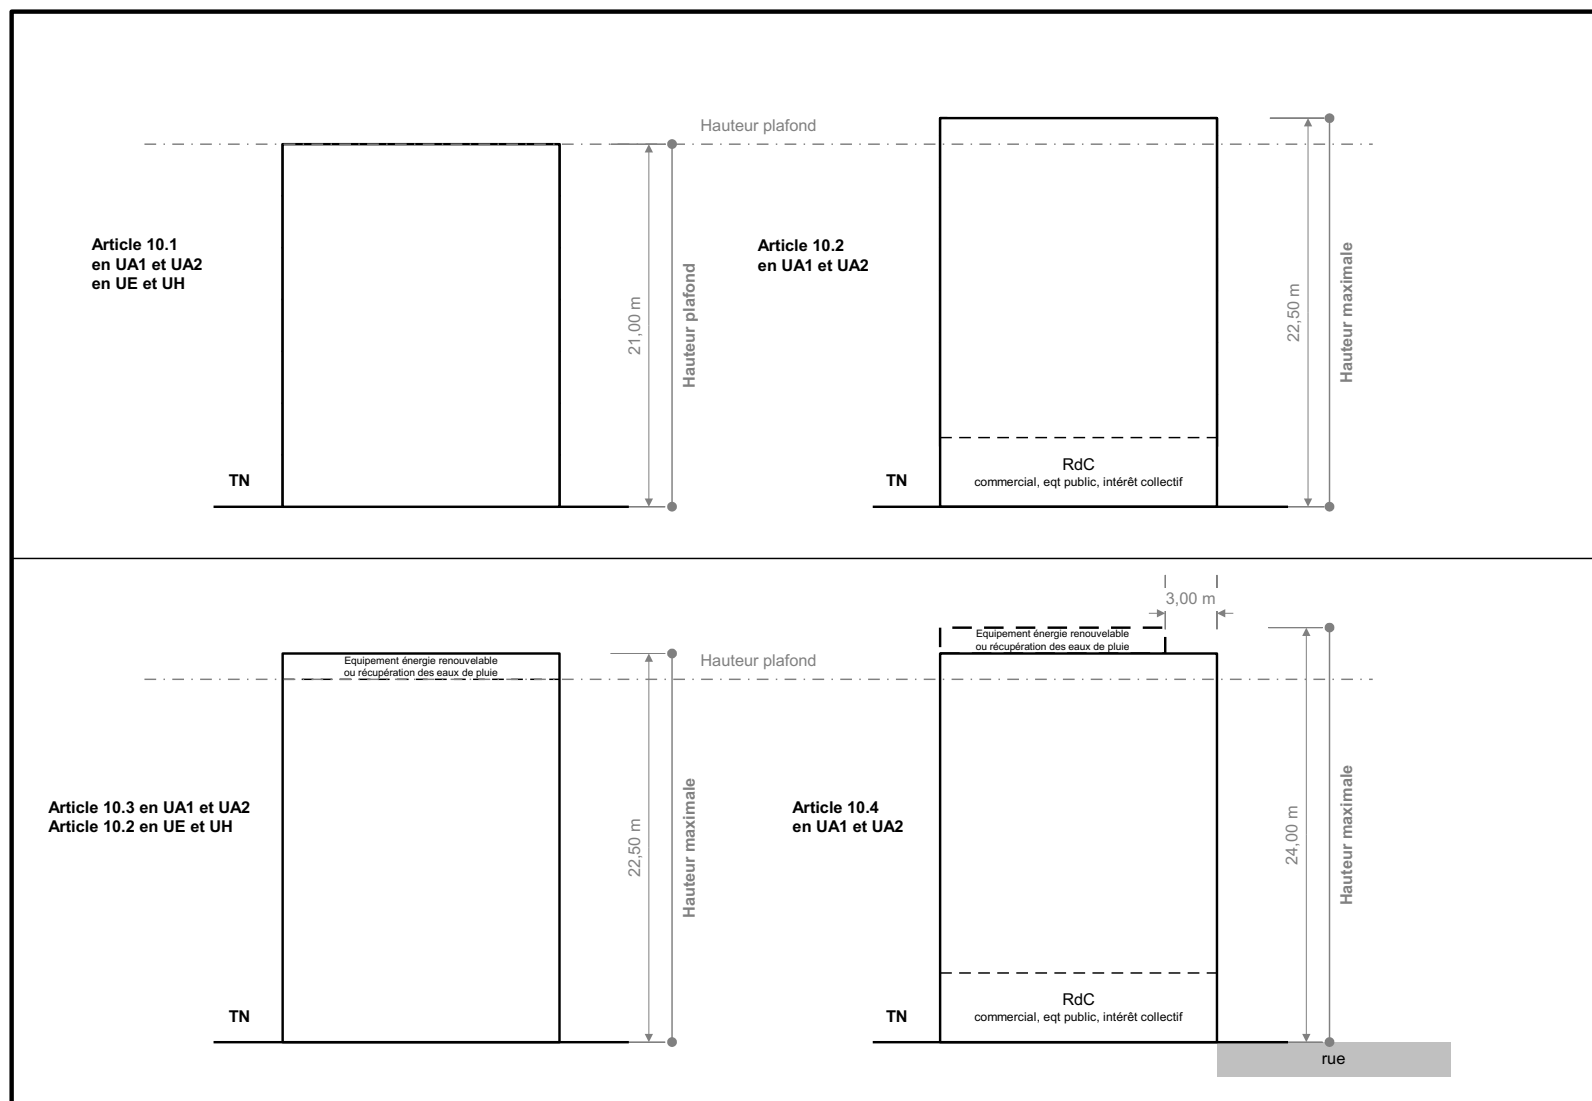 Hauteur plafond
Article 10.1
en UA1 et UA2
en UE et UH
21,00 m
Hauteur plafond
TN
Article 10.2
en UA1 et UA2
22,50 m
Hauteur maximale
RdC
commercial, eqt public, intérêt collectif
TN
Equipement énergie renouvelable
ou récupération des eaux de pluie
Hauteur plafond
Article 10.3 en UA1 et UA2
Article 10.2 en UE et UH
22,50 m
Hauteur maximale
TN
3,00 m
Equipement énergie renouvelable
ou récupération des eaux de pluie
Article 10.4
en UA1 et UA2
24,00 m
Hauteur maximale
RdC
commercial, eqt public, intérêt collectif
TN
rue